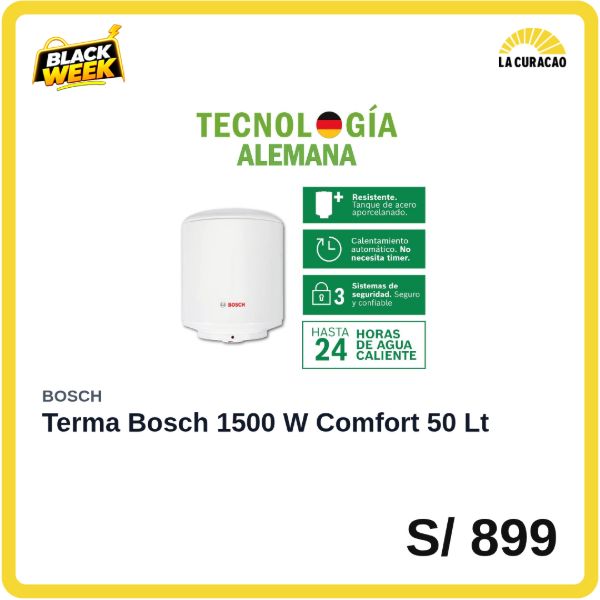 BLACK
WEEK
LA CURACAO
TECNOLOGÍA
ALEMANA
Resistente.
Tanque de acero
aporcelanado.
Calentamiento
automático. No
necesita timer.
3 Sistemas de
seguridad. Seguro
y confiable
HASTA
24 HORAS
DE AGUA
CALIENTE
BOSCH
BOSCH
Terma Bosch 1500 W Comfort 50 Lt
S/ 899